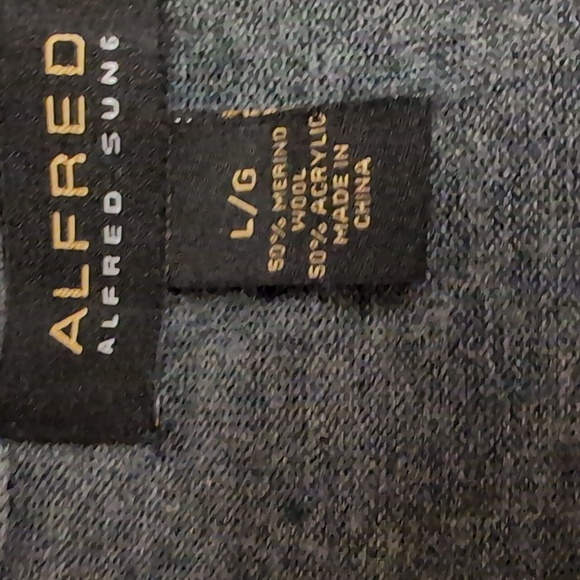 ALFRED
ALFRED SUNG
L/G
50% MERINO
WOOL
50% ACRYLIC
MADE IN
CHINA